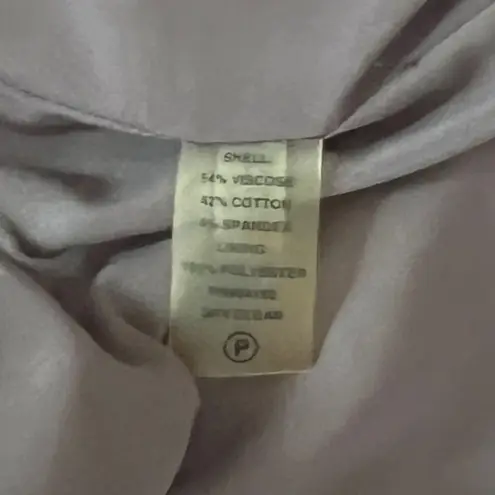 SHELL
54% VISCOSE
42% COTTON
4% SPANDEX
LINING
100% POLYESTER
P